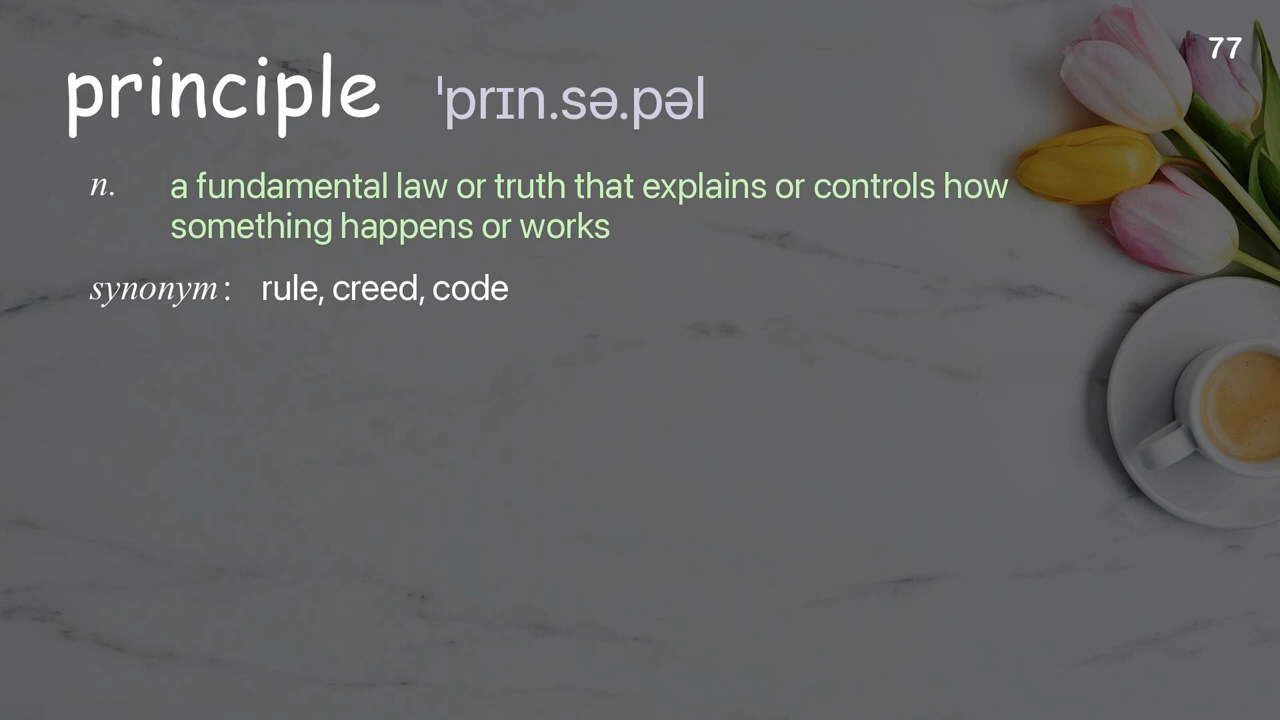 77
principle ˈprɪn.sə.pəl
n. a fundamental law or truth that explains or controls how
something happens or works
synonym: rule, creed, code